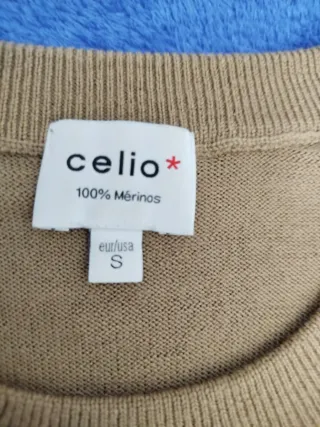 celio*
100% Mérinos
eur/usa
S